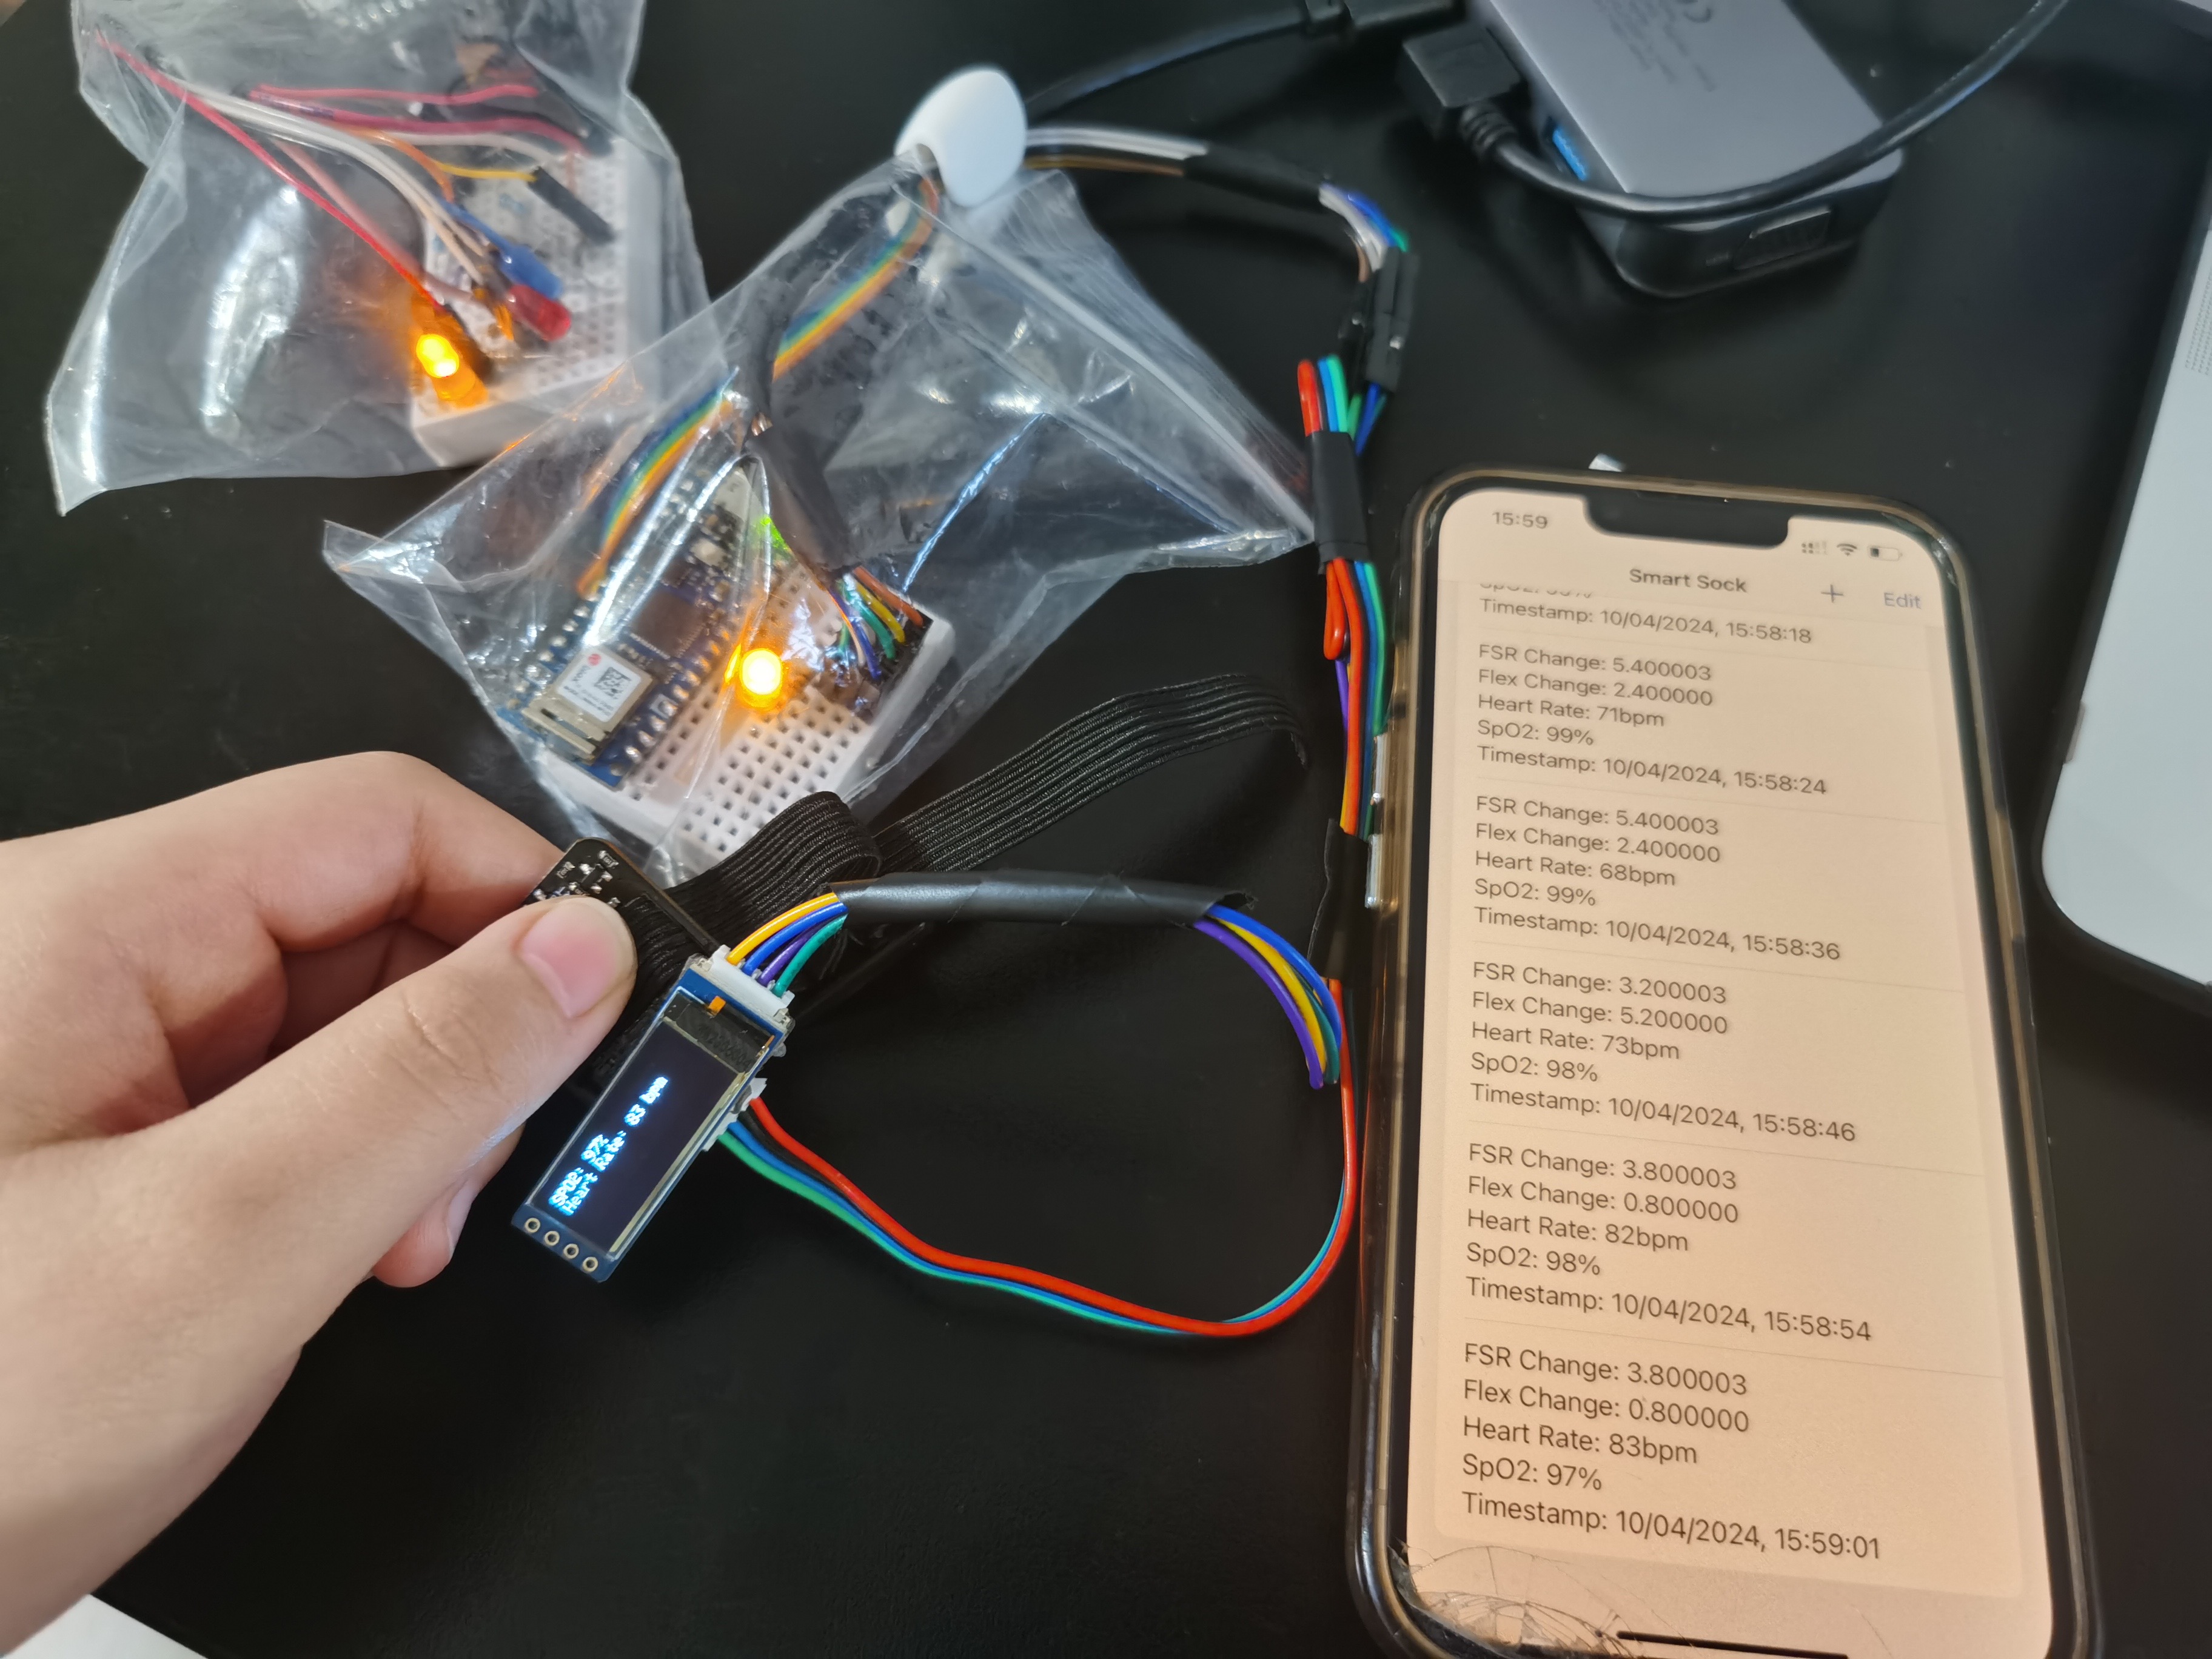 15:59
Smart Sock
+
Edit
Timestamp: 10/04/2024, 15:58:18
FSR Change: 5.400003
Flex Change: 2.400000
Heart Rate: 71bpm
SpO2: 99%
Timestamp: 10/04/2024, 15:58:24
FSR Change: 5.400003
Flex Change: 2.400000
Heart Rate: 68bpm
SpO2: 99%
Timestamp: 10/04/2024, 15:58:36
FSR Change: 3.200003
Flex Change: 5.200000
Heart Rate: 73bpm
SpO2: 98%
Timestamp: 10/04/2024, 15:58:46
FSR Change: 3.800003
Flex Change: 0.800000
Heart Rate: 82bpm
SpO2: 98%
Timestamp: 10/04/2024, 15:58:54
FSR Change: 3.800003
Flex Change: 0.800000
Heart Rate: 83bpm
SpO2: 97%
Timestamp: 10/04/2024, 15:59:01
SPO2: 97%
Heart Rate: 83 bpm